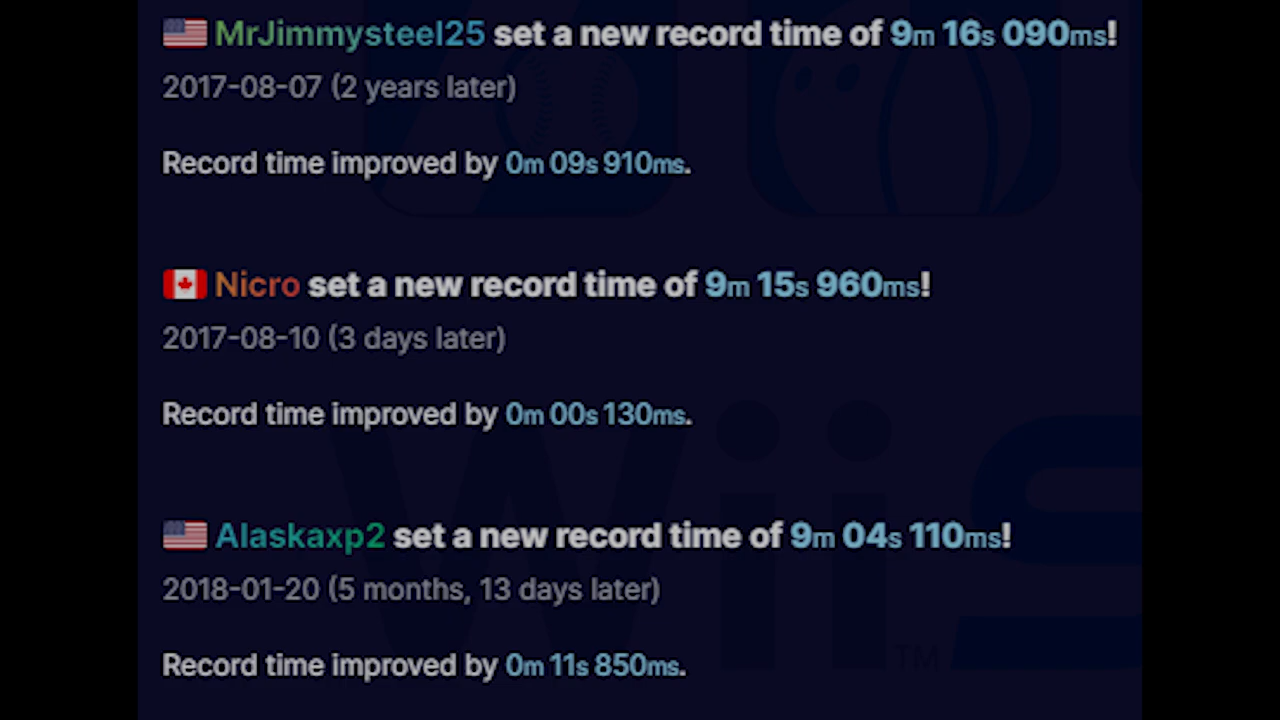 MrJimmysteel25 set a new record time of 9m 16s 090ms!
2017-08-07 (2 years later)
Record time improved by 0m 09s 910ms.
Nicro set a new record time of 9m 15s 960ms!
2017-08-10 (3 days later)
Record time improved by 0m 00s 130ms.
Alaskaxp2 set a new record time of 9m 04s 110ms!
2018-01-20 (5 months, 13 days later)
Record time improved by 0m 11s 850ms.
Wii S
TM